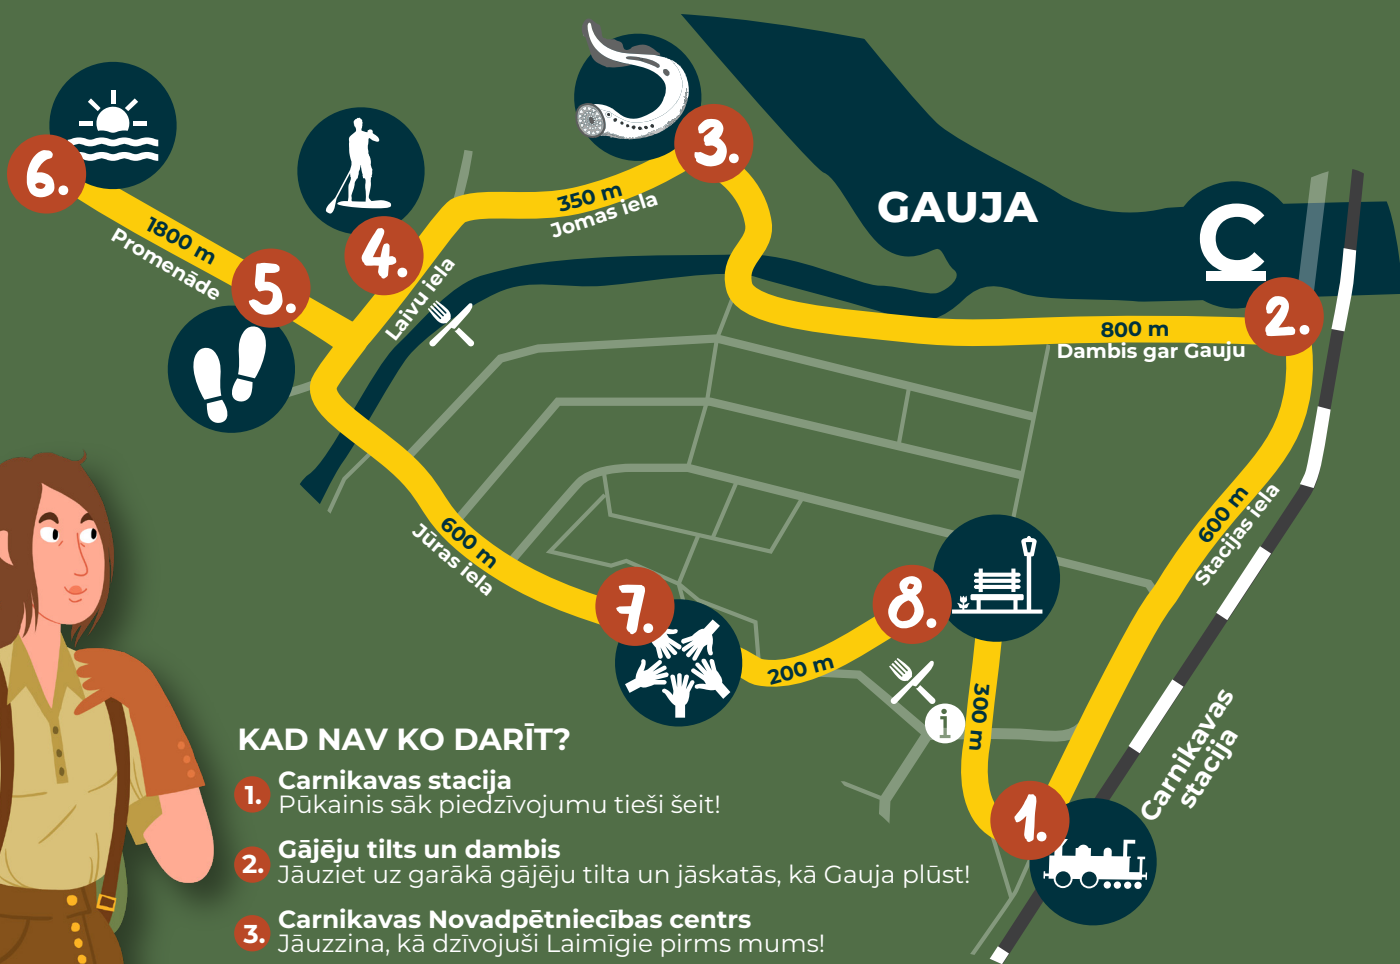 6.
1800 m
Promenāde
5.
4.
Laivu iela
350 m
Jomas iela
3.
GAUJA
C
2.
800 m
Dambis gar Gauju
600 m
Stacijas iela
600 m
Jūras iela
7.
200 m
8.
300 m
i
1.
Carnikavas
stacija
KAD NAV KO DARĪT?
1. Carnikavas stacija
Pūkainis sāk piedzīvojumu tieši šeit!
2. Gājēju tilts un dambis
Jāuziet uz garākā gājēju tilta un jāskatās, kā Gauja plūst!
3. Carnikavas Novadpētniecības centrs
Jāuzzina, kā dzīvojuši Laimīgie pirms mums!